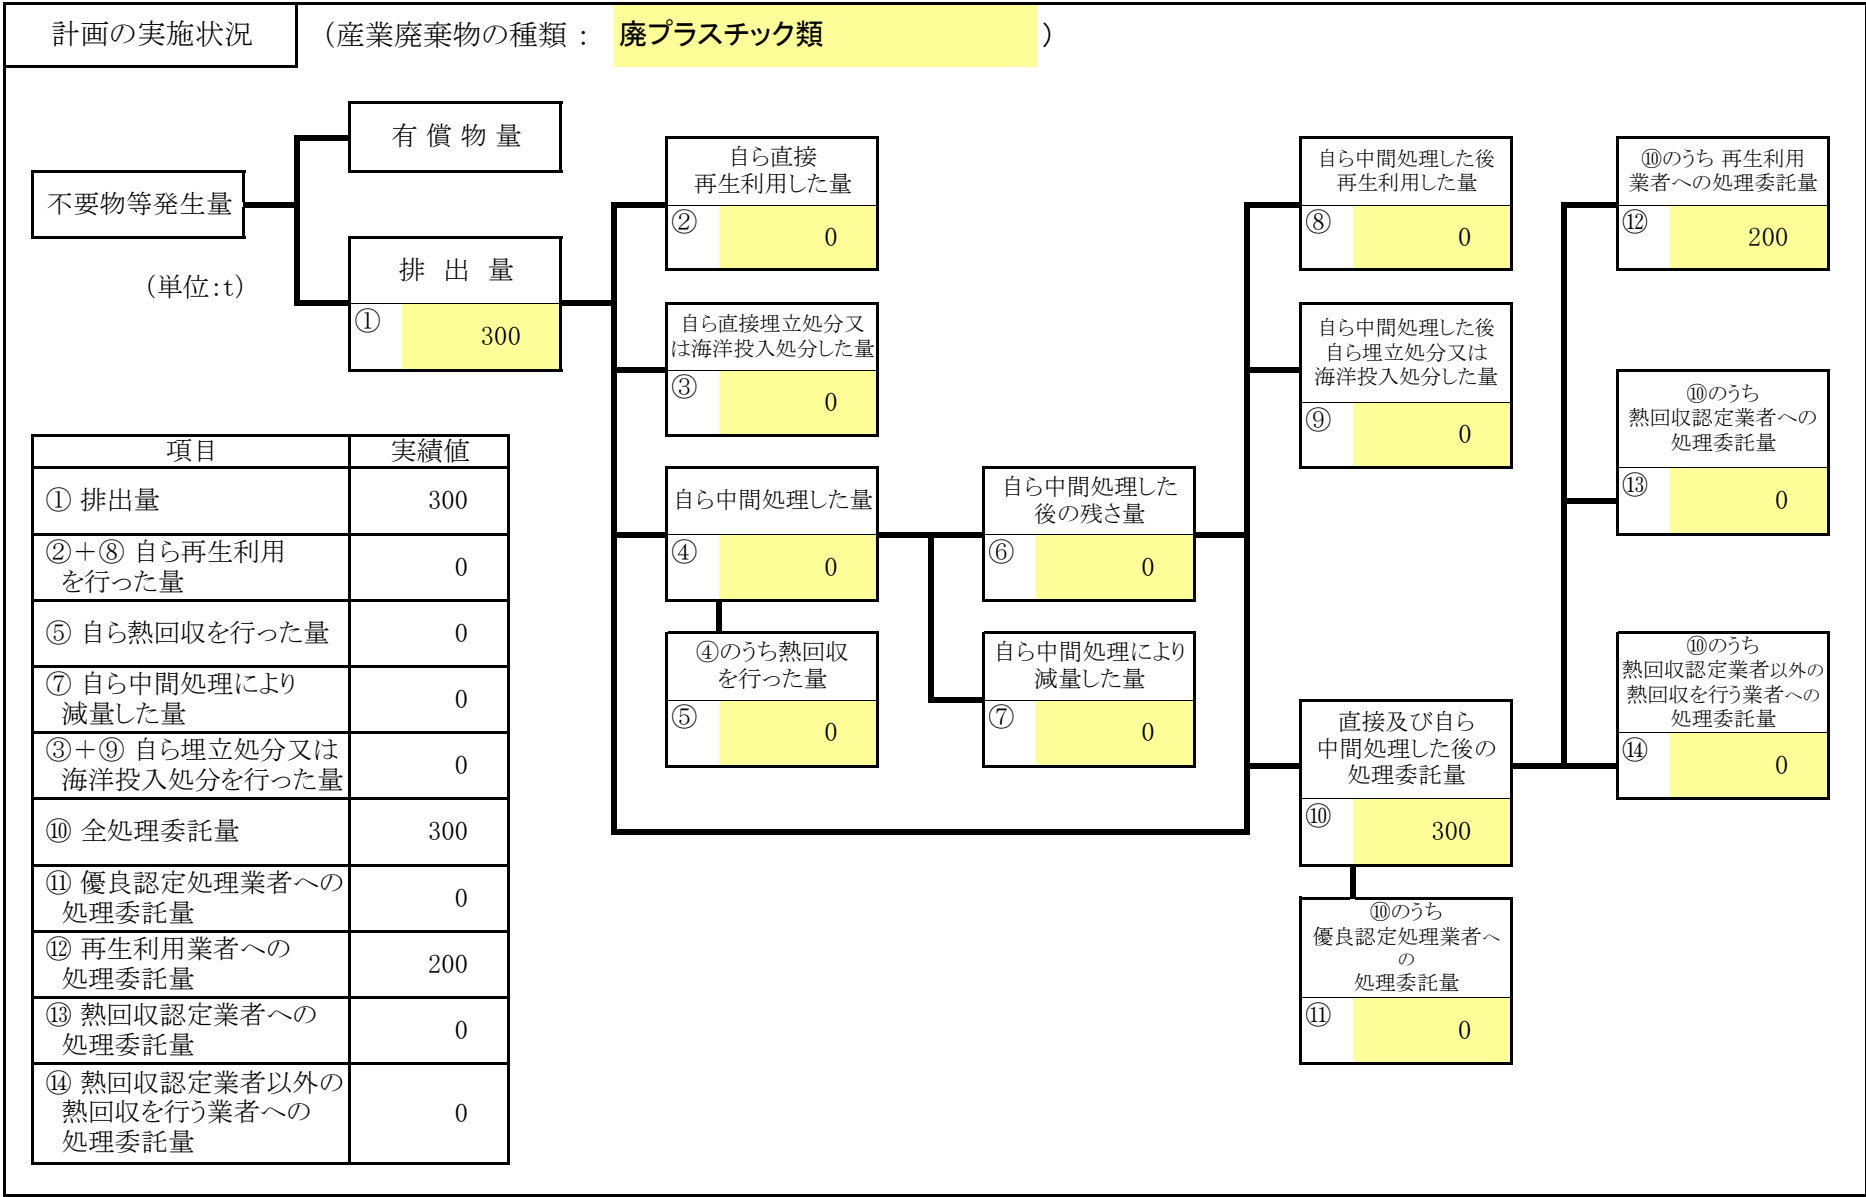 計画の実施状況 （産業廃棄物の種類： 廃プラスチック類 ）
有償物量
不要物等発生量
（単位:t）
排出量
① 300
自ら直接
再生利用した量
② 0
自ら直接埋立処分又
は海洋投入処分した量
③ 0
自ら中間処理した量
④ 0
④のうち熱回収
を行った量
⑤ 0
自ら中間処理した
後の残さ量
⑥ 0
自ら中間処理により
減量した量
⑦ 0
自ら中間処理した後
再生利用した量
⑧ 0
自ら中間処理した後
自ら埋立処分又は
海洋投入処分した量
⑨ 0
直接及び自ら
中間処理した後の
処理委託量
⑩ 300
⑩のうち
優良認定処理業者へ
の
処理委託量
⑪ 0
⑩のうち 再生利用
業者への処理委託量
⑫ 200
⑩のうち
熱回収認定業者への
処理委託量
⑬ 0
⑩のうち
熱回収認定業者以外の
熱回収を行う業者への
処理委託量
⑭ 0
項目 実績値
① 排出量 300
②＋⑧ 自ら再生利用
を行った量 0
⑤ 自ら熱回収を行った量 0
⑦ 自ら中間処理により
減量した量 0
③＋⑨ 自ら埋立処分又は
海洋投入処分を行った量 0
⑩ 全処理委託量 300
⑪ 優良認定処理業者への
処理委託量 0
⑫ 再生利用業者への
処理委託量 200
⑬ 熱回収認定業者への
処理委託量 0
⑭ 熱回収認定業者以外の
熱回収を行う業者への
処理委託量 0